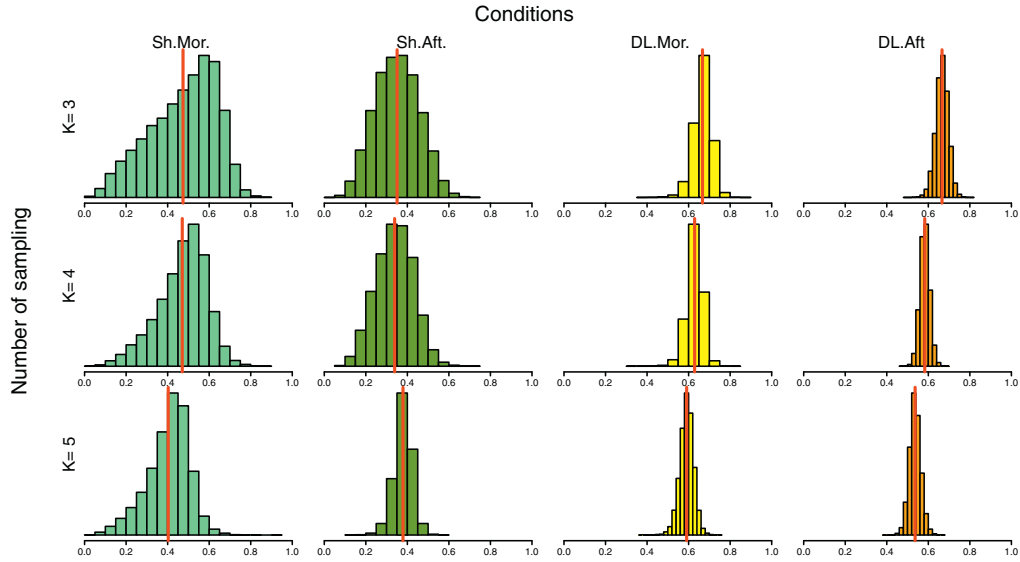 Conditions
Sh.Mor. Sh.Aft. DL.Mor. DL.Aft
Number of sampling
K= 3
0.0 0.2 0.4 0.6 0.8 1.0 0.0 0.2 0.4 0.6 0.8 1.0 0.0 0.2 0.4 0.6 0.8 1.0 0.0 0.2 0.4 0.6 0.8 1.0
K= 4
0.0 0.2 0.4 0.6 0.8 1.0 0.0 0.2 0.4 0.6 0.8 1.0 0.0 0.2 0.4 0.6 0.8 1.0 0.0 0.2 0.4 0.6 0.8 1.0
K= 5
0.0 0.2 0.4 0.6 0.8 1.0 0.0 0.2 0.4 0.6 0.8 1.0 0.0 0.2 0.4 0.6 0.8 1.0 0.0 0.2 0.4 0.6 0.8 1.0